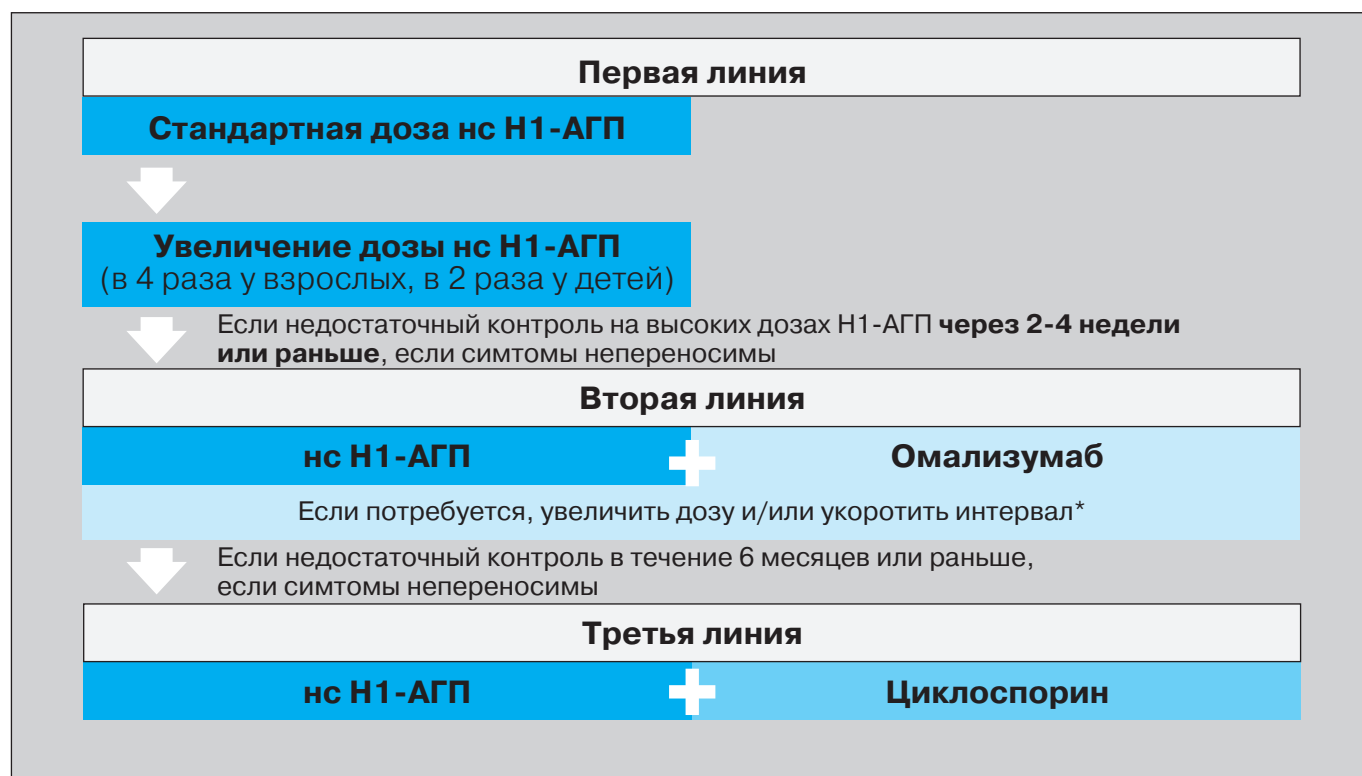 Первая линия
Стандартная доза нс Н1-АГП
Увеличение дозы нс Н1-АГП
(в 4 раза у взрослых, в 2 раза у детей)
Если недостаточный контроль на высоких дозах Н1-АГП через 2-4 недели
или раньше, если симтомы непереносимы
Вторая линия
нс Н1-АГП + Омализумаб
Если потребуется, увеличить дозу и/или укоротить интервал*
Если недостаточный контроль в течение 6 месяцев или раньше,
если симтомы непереносимы
Третья линия
нс Н1-АГП + Циклоспорин